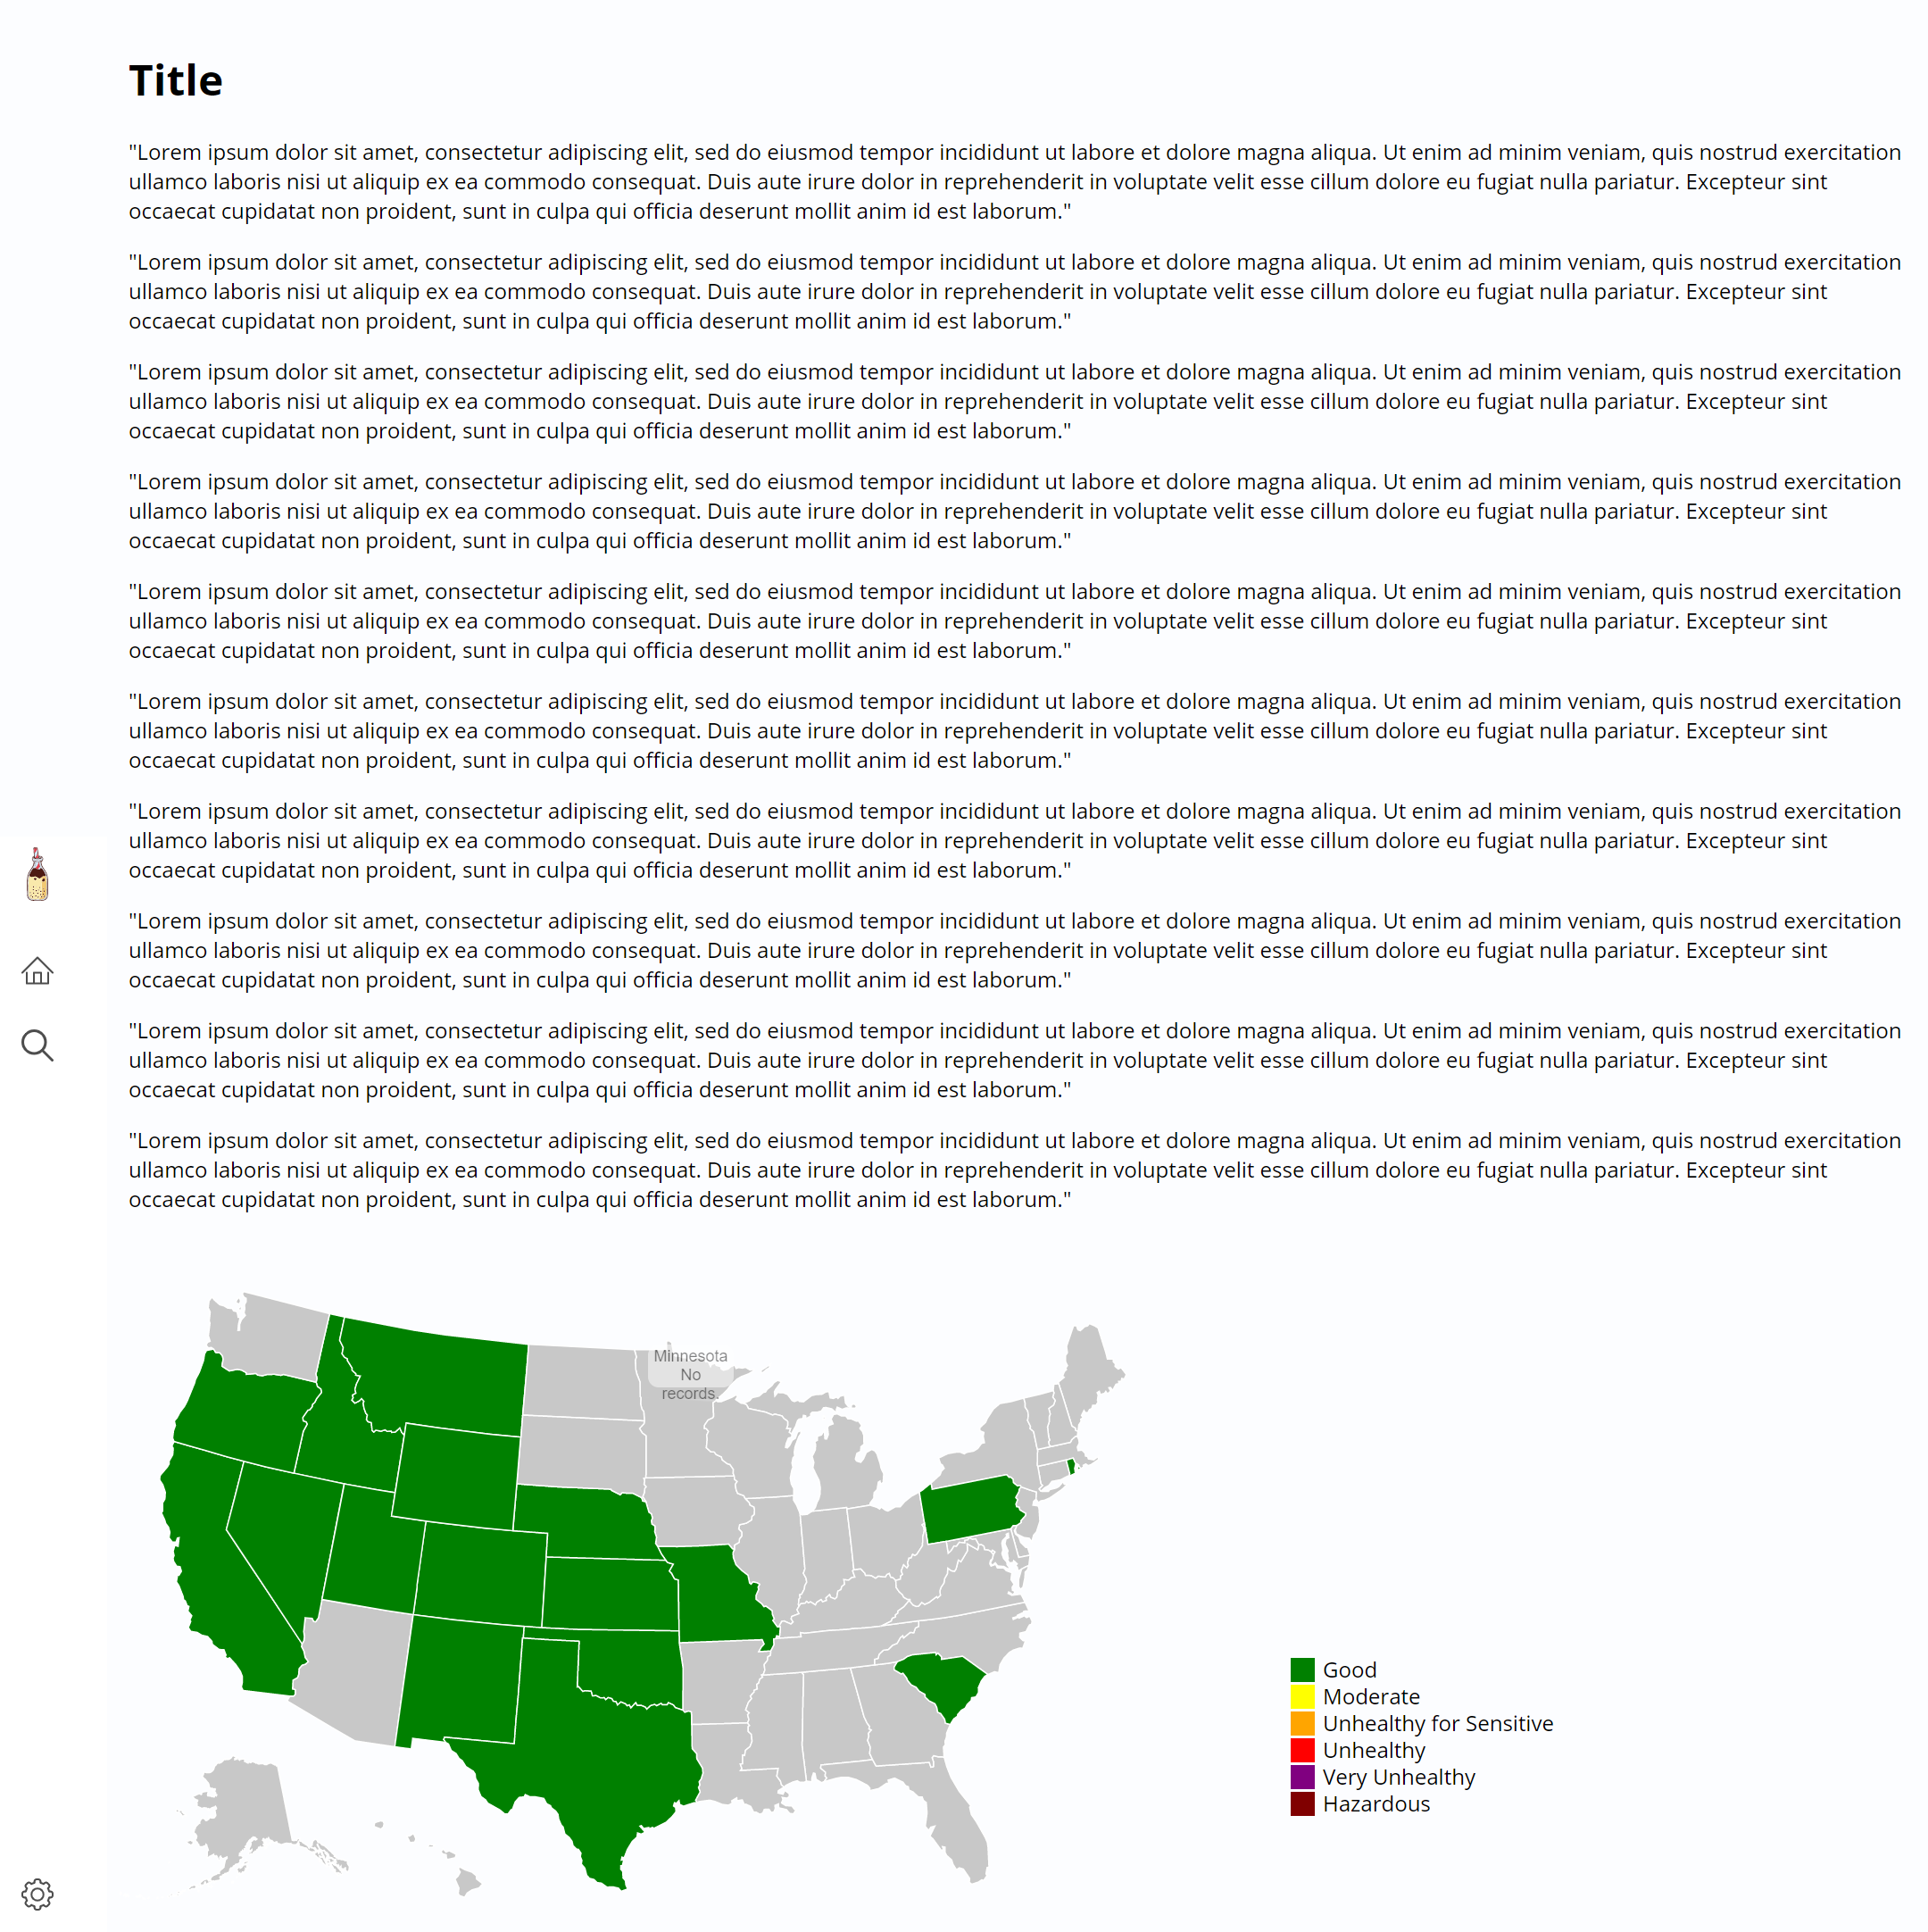 Title
"Lorem ipsum dolor sit amet, consectetur adipiscing elit, sed do eiusmod tempor incididunt ut labore et dolore magna aliqua. Ut enim ad minim veniam, quis nostrud exercitation
ullamco laboris nisi ut aliquip ex ea commodo consequat. Duis aute irure dolor in reprehenderit in voluptate velit esse cillum dolore eu fugiat nulla pariatur. Excepteur sint
occaecat cupidatat non proident, sunt in culpa qui officia deserunt mollit anim id est laborum."
"Lorem ipsum dolor sit amet, consectetur adipiscing elit, sed do eiusmod tempor incididunt ut labore et dolore magna aliqua. Ut enim ad minim veniam, quis nostrud exercitation
ullamco laboris nisi ut aliquip ex ea commodo consequat. Duis aute irure dolor in reprehenderit in voluptate velit esse cillum dolore eu fugiat nulla pariatur. Excepteur sint
occaecat cupidatat non proident, sunt in culpa qui officia deserunt mollit anim id est laborum."
"Lorem ipsum dolor sit amet, consectetur adipiscing elit, sed do eiusmod tempor incididunt ut labore et dolore magna aliqua. Ut enim ad minim veniam, quis nostrud exercitation
ullamco laboris nisi ut aliquip ex ea commodo consequat. Duis aute irure dolor in reprehenderit in voluptate velit esse cillum dolore eu fugiat nulla pariatur. Excepteur sint
occaecat cupidatat non proident, sunt in culpa qui officia deserunt mollit anim id est laborum."
"Lorem ipsum dolor sit amet, consectetur adipiscing elit, sed do eiusmod tempor incididunt ut labore et dolore magna aliqua. Ut enim ad minim veniam, quis nostrud exercitation
ullamco laboris nisi ut aliquip ex ea commodo consequat. Duis aute irure dolor in reprehenderit in voluptate velit esse cillum dolore eu fugiat nulla pariatur. Excepteur sint
occaecat cupidatat non proident, sunt in culpa qui officia deserunt mollit anim id est laborum."
"Lorem ipsum dolor sit amet, consectetur adipiscing elit, sed do eiusmod tempor incididunt ut labore et dolore magna aliqua. Ut enim ad minim veniam, quis nostrud exercitation
ullamco laboris nisi ut aliquip ex ea commodo consequat. Duis aute irure dolor in reprehenderit in voluptate velit esse cillum dolore eu fugiat nulla pariatur. Excepteur sint
occaecat cupidatat non proident, sunt in culpa qui officia deserunt mollit anim id est laborum."
"Lorem ipsum dolor sit amet, consectetur adipiscing elit, sed do eiusmod tempor incididunt ut labore et dolore magna aliqua. Ut enim ad minim veniam, quis nostrud exercitation
ullamco laboris nisi ut aliquip ex ea commodo consequat. Duis aute irure dolor in reprehenderit in voluptate velit esse cillum dolore eu fugiat nulla pariatur. Excepteur sint
occaecat cupidatat non proident, sunt in culpa qui officia deserunt mollit anim id est laborum."
"Lorem ipsum dolor sit amet, consectetur adipiscing elit, sed do eiusmod tempor incididunt ut labore et dolore magna aliqua. Ut enim ad minim veniam, quis nostrud exercitation
ullamco laboris nisi ut aliquip ex ea commodo consequat. Duis aute irure dolor in reprehenderit in voluptate velit esse cillum dolore eu fugiat nulla pariatur. Excepteur sint
occaecat cupidatat non proident, sunt in culpa qui officia deserunt mollit anim id est laborum."
"Lorem ipsum dolor sit amet, consectetur adipiscing elit, sed do eiusmod tempor incididunt ut labore et dolore magna aliqua. Ut enim ad minim veniam, quis nostrud exercitation
ullamco laboris nisi ut aliquip ex ea commodo consequat. Duis aute irure dolor in reprehenderit in voluptate velit esse cillum dolore eu fugiat nulla pariatur. Excepteur sint
occaecat cupidatat non proident, sunt in culpa qui officia deserunt mollit anim id est laborum."
"Lorem ipsum dolor sit amet, consectetur adipiscing elit, sed do eiusmod tempor incididunt ut labore et dolore magna aliqua. Ut enim ad minim veniam, quis nostrud exercitation
ullamco laboris nisi ut aliquip ex ea commodo consequat. Duis aute irure dolor in reprehenderit in voluptate velit esse cillum dolore eu fugiat nulla pariatur. Excepteur sint
occaecat cupidatat non proident, sunt in culpa qui officia deserunt mollit anim id est laborum."
"Lorem ipsum dolor sit amet, consectetur adipiscing elit, sed do eiusmod tempor incididunt ut labore et dolore magna aliqua. Ut enim ad minim veniam, quis nostrud exercitation
ullamco laboris nisi ut aliquip ex ea commodo consequat. Duis aute irure dolor in reprehenderit in voluptate velit esse cillum dolore eu fugiat nulla pariatur. Excepteur sint
occaecat cupidatat non proident, sunt in culpa qui officia deserunt mollit anim id est laborum."
Minnesota
No
records.
Good
Moderate
Unhealthy for Sensitive
Unhealthy
Very Unhealthy
Hazardous